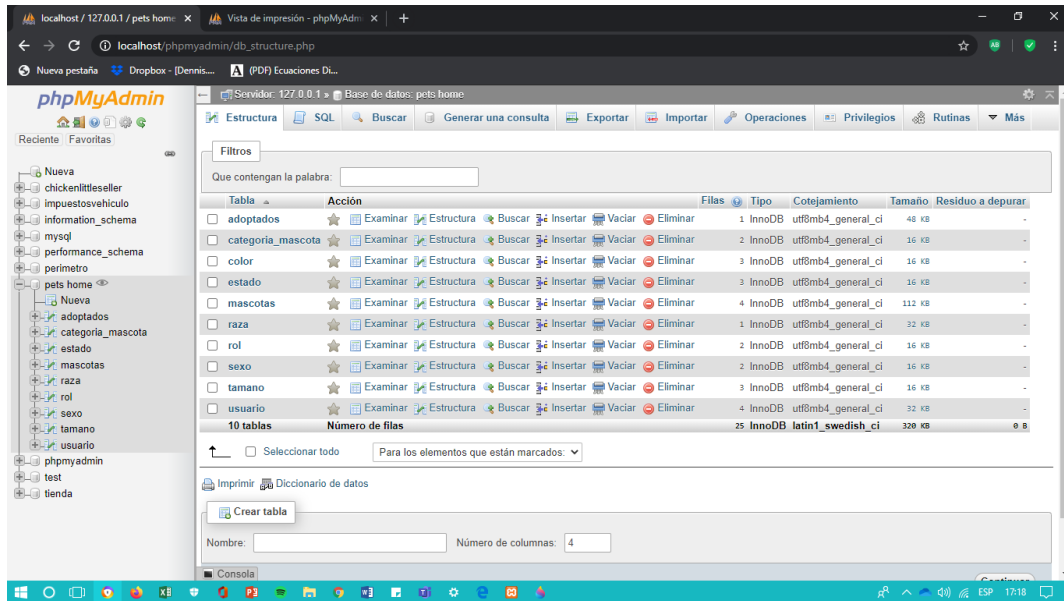 localhost / 127.0.0.1 / pets home
Vista de impresión - phpMyAdm
localhost/phpmyadmin/db_structure.php
Nueva pestaña Dropbox - [Dennis.... (PDF) Ecuaciones Di...
phpMyAdmin
Reciente Favoritas
Nueva
chickenlittleseller
impuestosvehiculo
information_schema
mysql
performance_schema
perimetro
pets home
Nueva
adoptados
categoria_mascota
estado
mascotas
raza
rol
sexo
tamano
usuario
phpmyadmin
test
tienda
Servidor: 127.0.0.1 » Base de datos: pets home
Estructura SQL Buscar Generar una consulta Exportar Importar Operaciones Privilegios Rutinas Más
Filtros
Que contengan la palabra:
Tabla Acción Filas Tipo Cotejamiento Tamaño Residuo a depurar
adoptados Examinar Estructura Buscar Insertar Vaciar Eliminar 1 InnoDB utf8mb4_general_ci 48 KB -
categoria_mascota Examinar Estructura Buscar Insertar Vaciar Eliminar 2 InnoDB utf8mb4_general_ci 16 KB -
color Examinar Estructura Buscar Insertar Vaciar Eliminar 3 InnoDB utf8mb4_general_ci 16 KB -
estado Examinar Estructura Buscar Insertar Vaciar Eliminar 3 InnoDB utf8mb4_general_ci 16 KB -
mascotas Examinar Estructura Buscar Insertar Vaciar Eliminar 4 InnoDB utf8mb4_general_ci 112 KB -
raza Examinar Estructura Buscar Insertar Vaciar Eliminar 1 InnoDB utf8mb4_general_ci 32 KB -
rol Examinar Estructura Buscar Insertar Vaciar Eliminar 2 InnoDB utf8mb4_general_ci 16 KB -
sexo Examinar Estructura Buscar Insertar Vaciar Eliminar 2 InnoDB utf8mb4_general_ci 16 KB -
tamano Examinar Estructura Buscar Insertar Vaciar Eliminar 3 InnoDB utf8mb4_general_ci 16 KB -
usuario Examinar Estructura Buscar Insertar Vaciar Eliminar 4 InnoDB utf8mb4_general_ci 32 KB -
10 tablas Número de filas 25 InnoDB latin1_swedish_ci 320 KB 0 B
Seleccionar todo Para los elementos que están marcados:
Imprimir Diccionario de datos
Crear tabla
Nombre: Número de columnas: 4
Consola Continuar
ESP 17:18